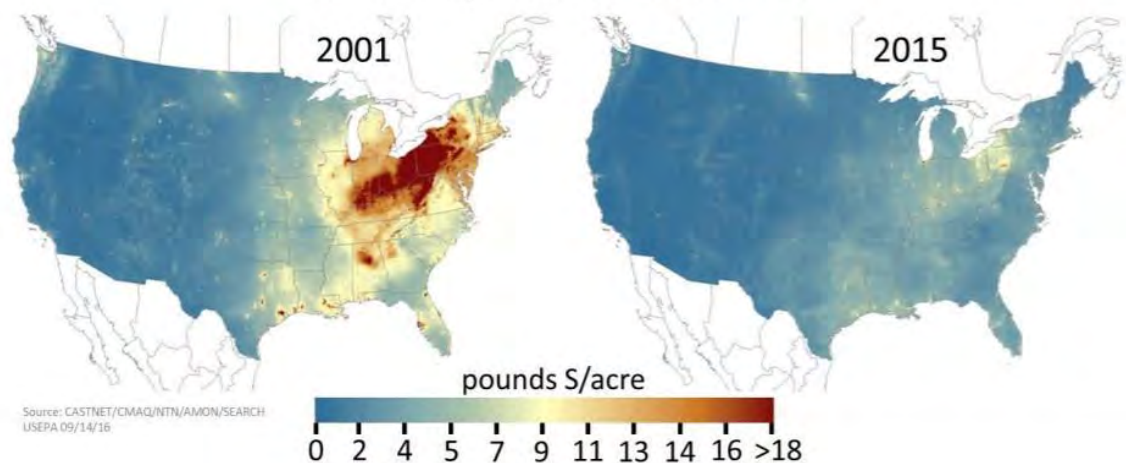 2001
2015
pounds S/acre
Source: CASTNET/CMAQ/NTN/AMON/SEARCH
USEPA 09/14/16
0 2 5 7 9 11 13 14 16 >18